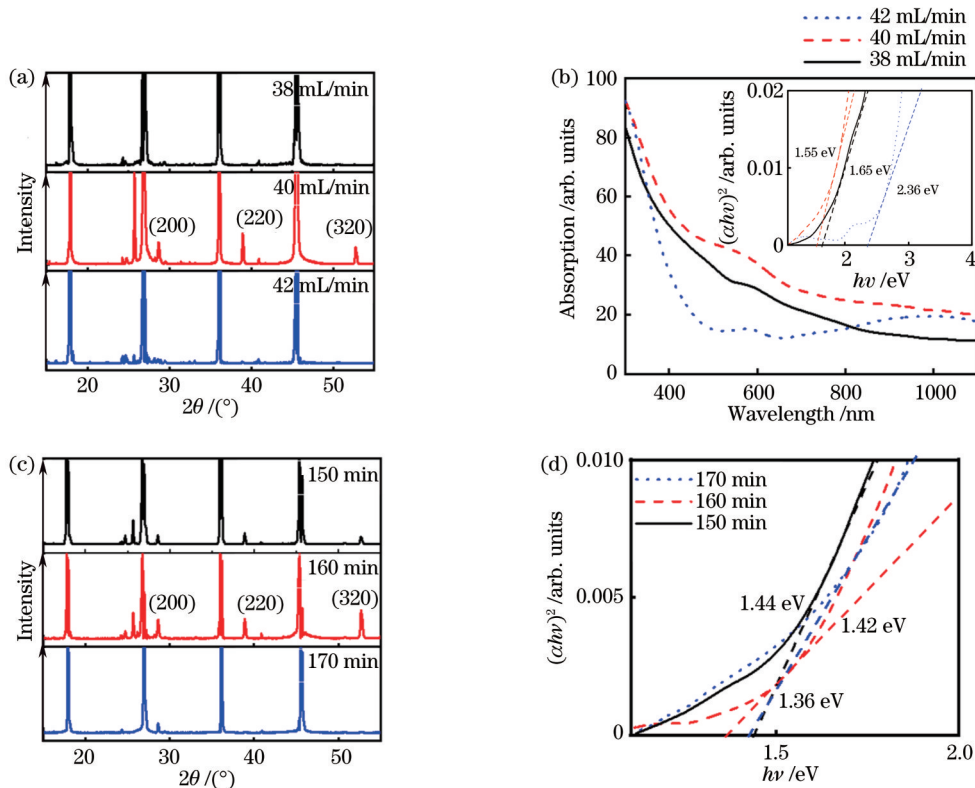 42 mL/min
40 mL/min
38 mL/min
(a)
38 mL/min
40 mL/min
(200)
(220)
(320)
42 mL/min
Intensity
20
30
40
50
2θ /(°)
(b)
100
80
60
40
20
0
Absorption /arb. units
400
600
800
1000
Wavelength /nm
0.02
0.01
0
(αhν)² /arb. units
1.55 eV
1.65 eV
2.36 eV
2
3
4
hν /eV
(c)
150 min
160 min
(200)
(220)
(320)
170 min
Intensity
20
30
40
50
2θ /(°)
(d)
0.010
0.005
0
(αhν)² /arb. units
170 min
160 min
150 min
1.44 eV
1.42 eV
1.36 eV
1.5
2.0
hν /eV